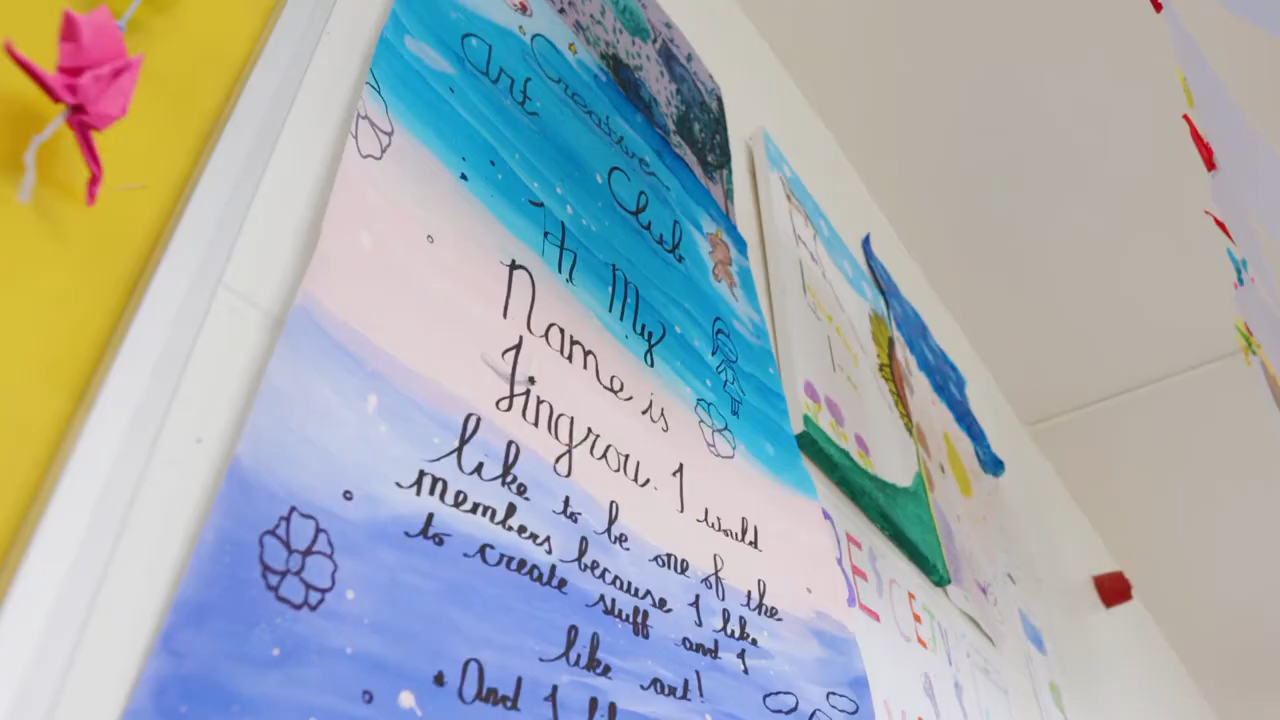 Creative
Art Club
Hi My
Name is
Jingrou. I would
like to be one of the
members because I like
to create stuff and I
like art!
And I